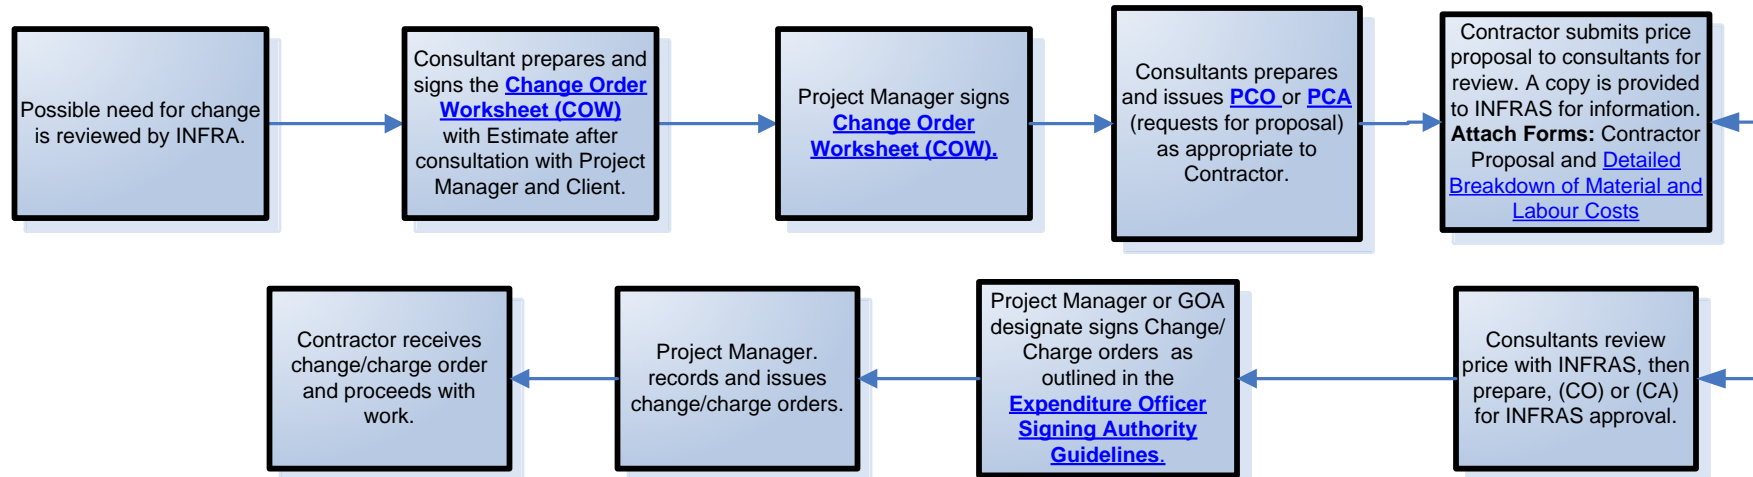 Possible need for change
is reviewed by INFRA.
Consultant prepares and
signs the Change Order
Worksheet (COW)
with Estimate after
consultation with Project
Manager and Client.
Project Manager signs
Change Order
Worksheet (COW).
Consultants prepares
and issues PCO or PCA
(requests for proposal)
as appropriate to
Contractor.
Contractor submits price
proposal to consultants for
review. A copy is provided
to INFRAS for information.
Attach Forms: Contractor
Proposal and Detailed
Breakdown of Material and
Labour Costs
Consultants review
price with INFRAS, then
prepare, (CO) or (CA)
for INFRAS approval.
Project Manager or GOA
designate signs Change/
Charge orders as
outlined in the
Expenditure Officer
Signing Authority
Guidelines.
Project Manager.
records and issues
change/charge orders.
Contractor receives
change/charge order
and proceeds with
work.